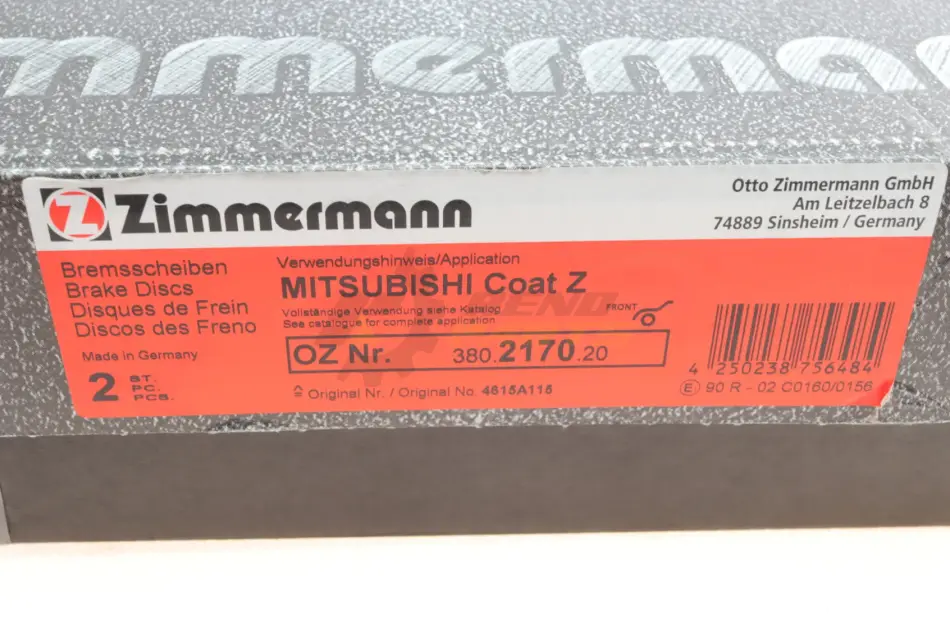 mmermann
Z Zimmermann
Otto Zimmermann GmbH
Am Leitzelbach 8
74889 Sinsheim / Germany
Bremsscheiben
Brake Discs
Disques de Frein
Discos des Freno
Made in Germany
2 ST.
PC.
PCS.
Verwendungshinweis/Application
MITSUBISHI Coat Z
Vollständige Verwendung siehe Katalog
See catalogue for complete application
FRONT
OZ Nr. 380.2170.20
Original Nr. / Original No. 4615A115
4 250238 756484
E 90 R - 02 C0160/0156